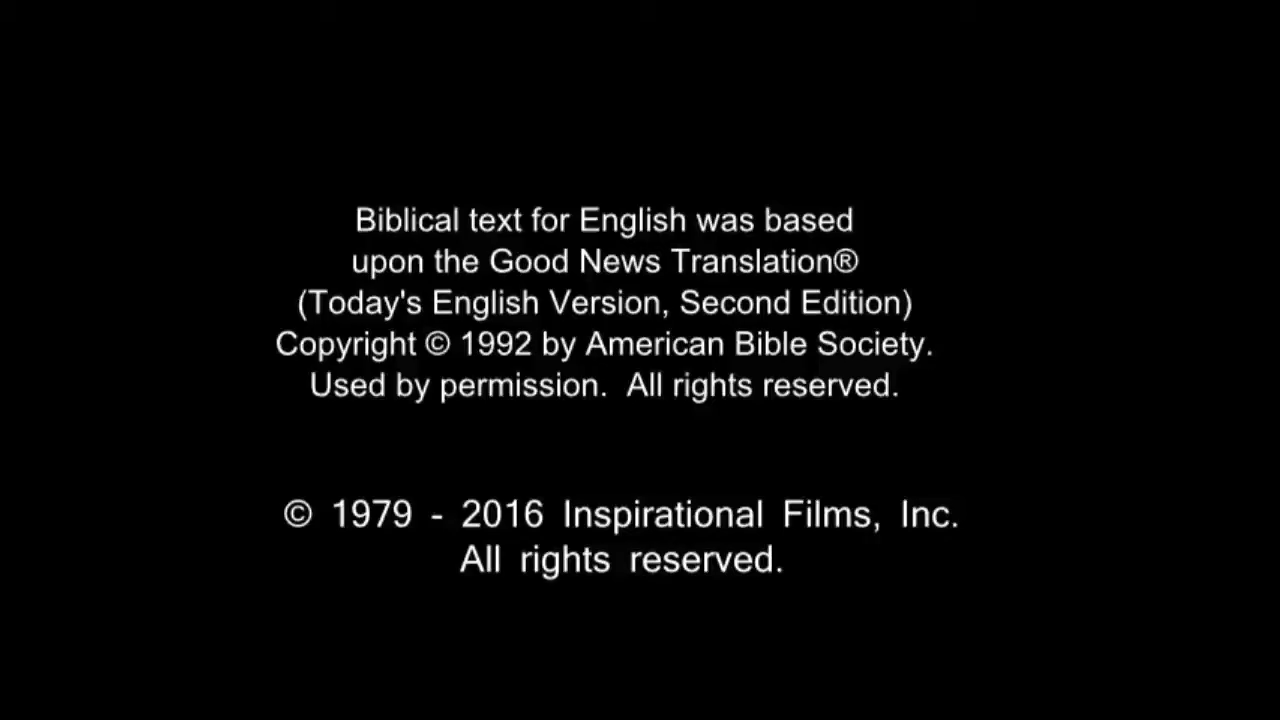 Biblical text for English was based
upon the Good News Translation®
(Today's English Version, Second Edition)
Copyright © 1992 by American Bible Society.
Used by permission.  All rights reserved.
© 1979 - 2016 Inspirational Films, Inc.
All rights reserved.